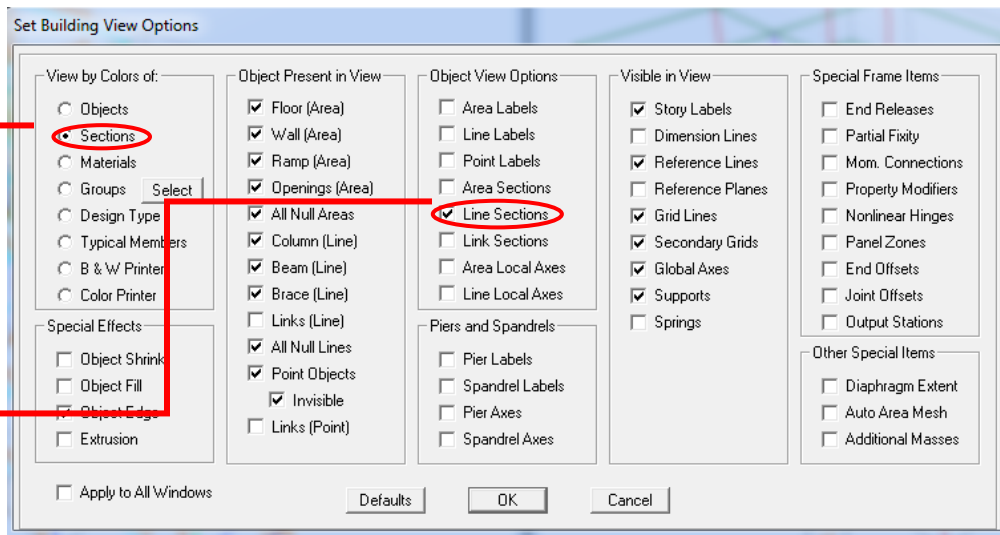 Set Building View Options
View by Colors of:
Objects
Sections
Materials
Groups Select
Design Type
Typical Members
B & W Printer
Color Printer
Special Effects
Object Shrink
Object Fill
Object Edge
Extrusion
Object Present in View
Floor (Area)
Wall (Area)
Ramp (Area)
Openings (Area)
All Null Areas
Column (Line)
Beam (Line)
Brace (Line)
Links (Line)
All Null Lines
Point Objects
Invisible
Links (Point)
Object View Options
Area Labels
Line Labels
Point Labels
Area Sections
Line Sections
Link Sections
Area Local Axes
Line Local Axes
Piers and Spandrels
Pier Labels
Spandrel Labels
Pier Axes
Spandrel Axes
Visible in View
Story Labels
Dimension Lines
Reference Lines
Reference Planes
Grid Lines
Secondary Grids
Global Axes
Supports
Springs
Special Frame Items
End Releases
Partial Fixity
Mom. Connections
Property Modifiers
Nonlinear Hinges
Panel Zones
End Offsets
Joint Offsets
Output Stations
Other Special Items
Diaphragm Extent
Auto Area Mesh
Additional Masses
Apply to All Windows
Defaults
OK
Cancel